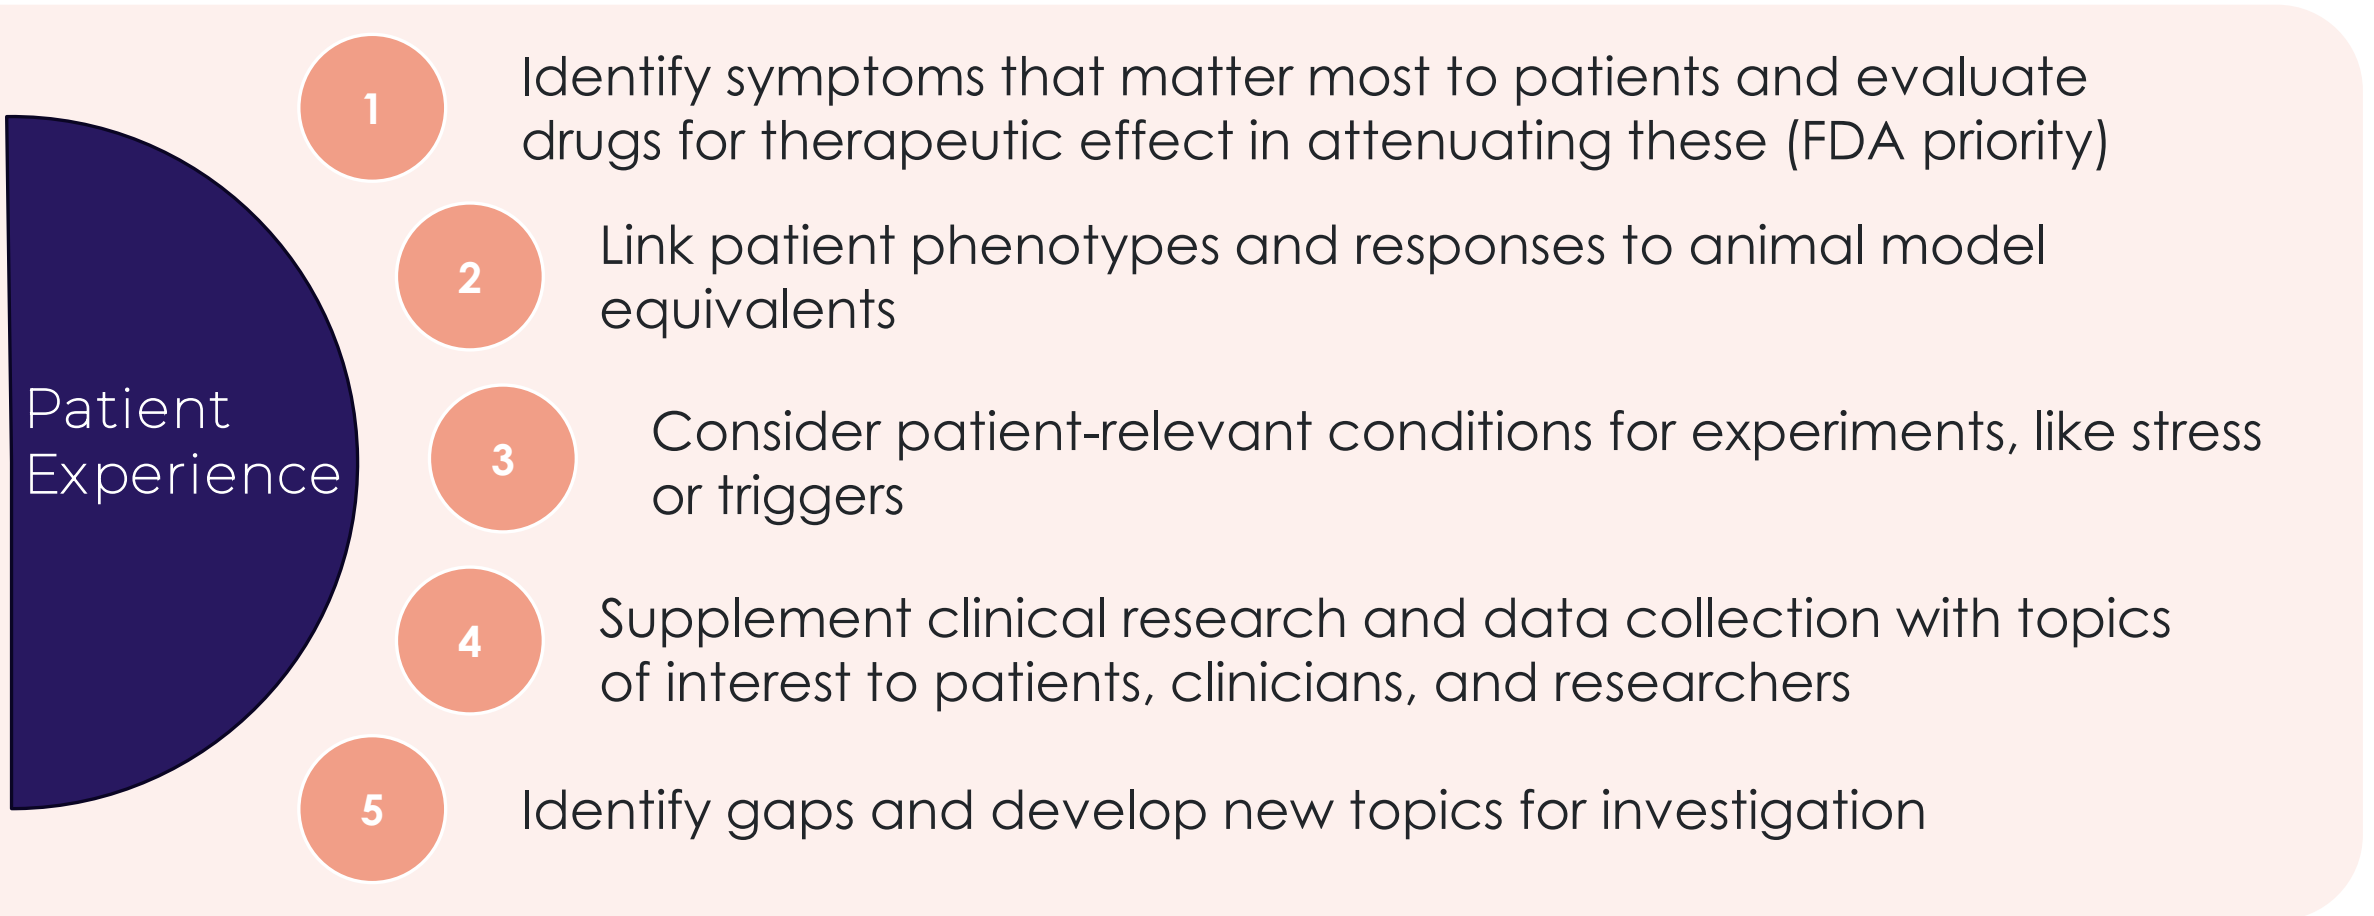 Patient
Experience
1
Identify symptoms that matter most to patients and evaluate
drugs for therapeutic effect in attenuating these (FDA priority)
2
Link patient phenotypes and responses to animal model
equivalents
3
Consider patient-relevant conditions for experiments, like stress
or triggers
4
Supplement clinical research and data collection with topics
of interest to patients, clinicians, and researchers
5
Identify gaps and develop new topics for investigation